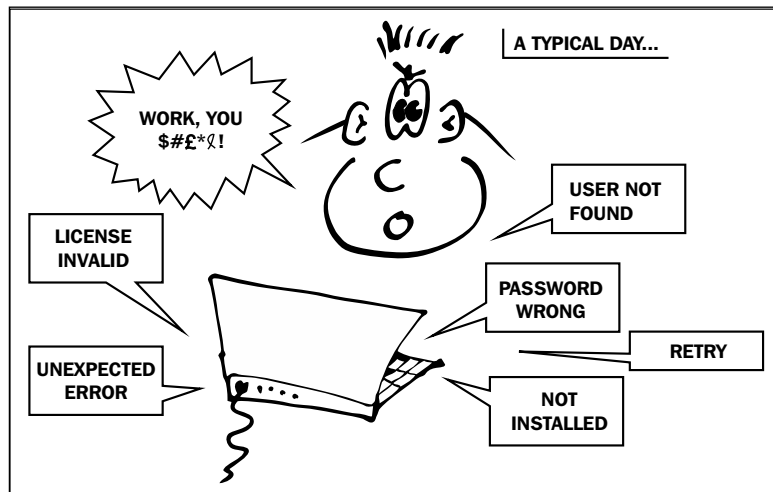 A TYPICAL DAY...
WORK, YOU
$#£*&!
USER NOT
FOUND
LICENSE
INVALID
PASSWORD
WRONG
RETRY
UNEXPECTED
ERROR
NOT
INSTALLED